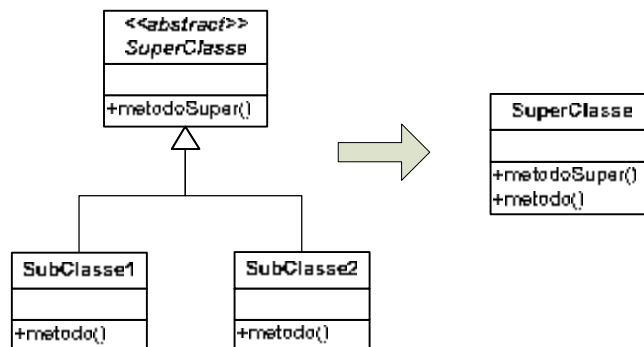 <<abstract>>
SuperClasse
+metodoSuper()
SuperClasse
+metodoSuper()
+metodo()
SubClasse1
+metodo()
SubClasse2
+metodo()